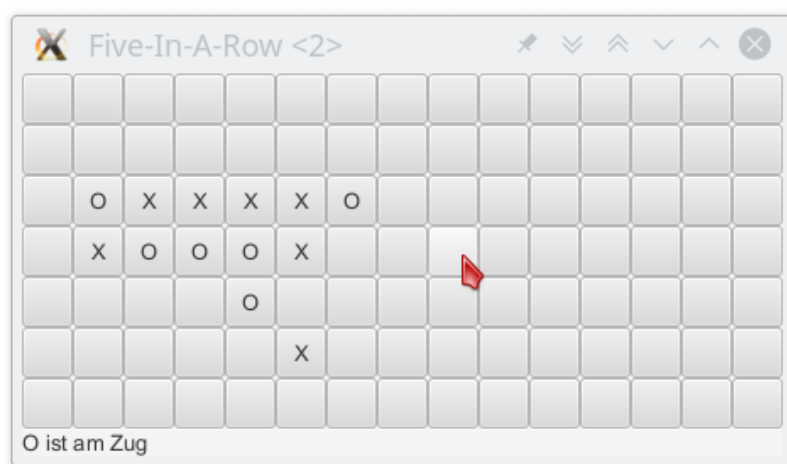 Five-In-A-Row <2>
O X X X X O
X O O O X
O
X
O ist am Zug